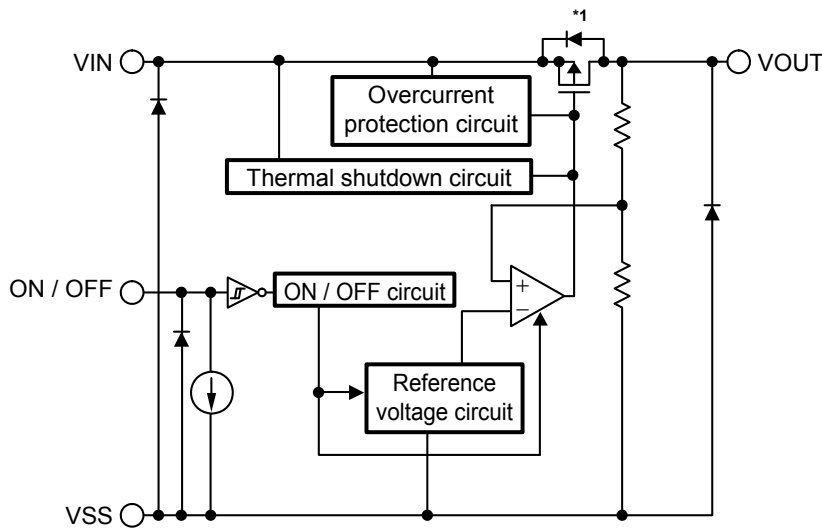 *1
VIN
VOUT
Overcurrent
protection circuit
Thermal shutdown circuit
ON / OFF
ON / OFF circuit
+
−
Reference
voltage circuit
VSS